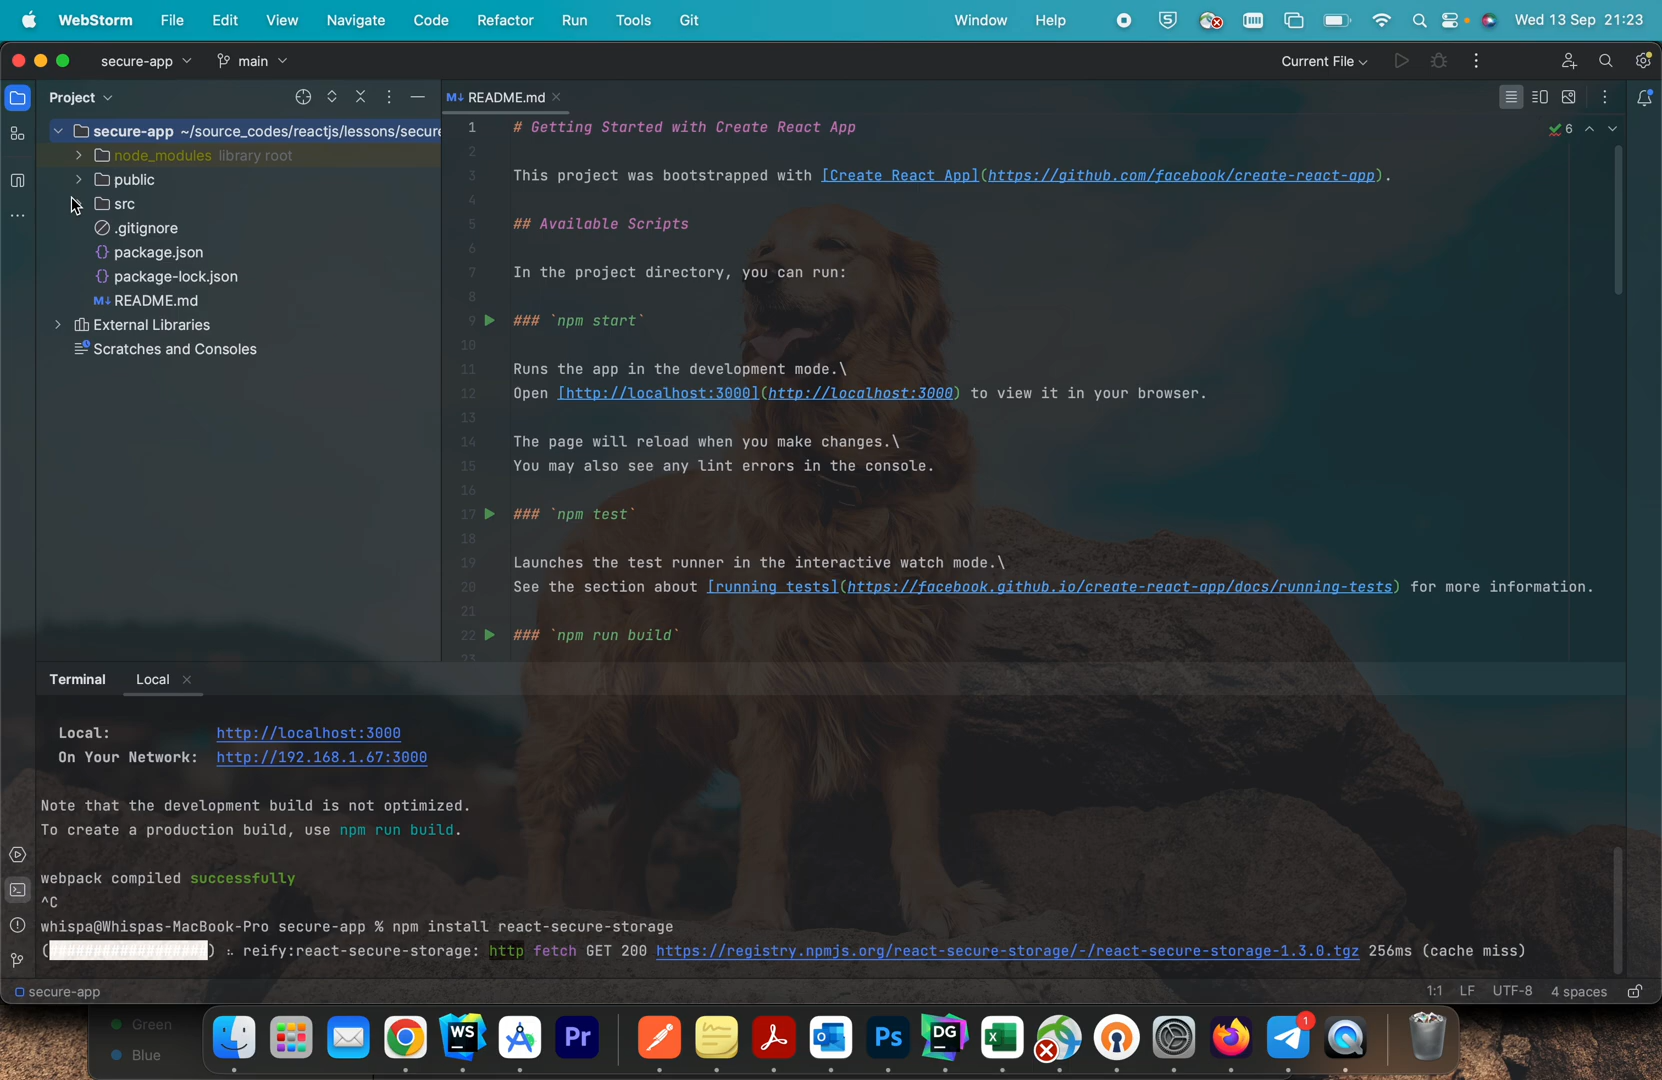 WebStorm File Edit View Navigate Code Refactor Run Tools Git Window Help Wed 13 Sep 21:23
secure-app main Current File
Project
M↓ README.md
secure-app ~/source_codes/reactjs/lessons/secure
node_modules library root
public
src
.gitignore
{} package.json
{} package-lock.json
M↓ README.md
External Libraries
Scratches and Consoles
6
1 # Getting Started with Create React App
2
3 This project was bootstrapped with [Create React App](https://github.com/facebook/create-react-app).
4
5 ## Available Scripts
6
7 In the project directory, you can run:
8
9 ### `npm start`
10
11 Runs the app in the development mode.\
12 Open [http://localhost:3000](http://localhost:3000) to view it in your browser.
13
14 The page will reload when you make changes.\
15 You may also see any lint errors in the console.
16
17 ### `npm test`
18
19 Launches the test runner in the interactive watch mode.\
20 See the section about [running tests](https://facebook.github.io/create-react-app/docs/running-tests) for more information.
21
22 ### `npm run build`
23
Terminal Local
Local: http://localhost:3000
On Your Network: http://192.168.1.67:3000
Note that the development build is not optimized.
To create a production build, use npm run build.
webpack compiled successfully
^C
whispa@Whispas-MacBook-Pro secure-app % npm install react-secure-storage
(##################) ⠦ reify:react-secure-storage: http fetch GET 200 https://registry.npmjs.org/react-secure-storage/-/react-secure-storage-1.3.0.tgz 256ms (cache miss)
secure-app 1:1 LF UTF-8 4 spaces
Green
Blue
WS
Pr
Ps
DG
1